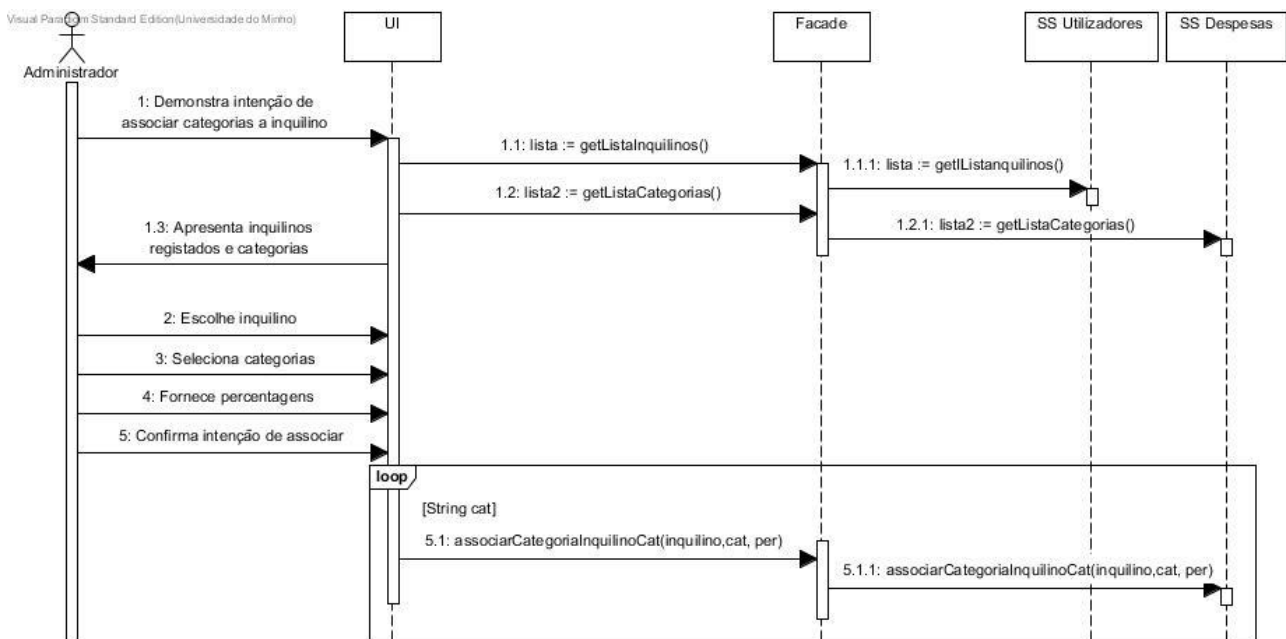 Visual Paradigm Standard Edition(Universidade do Minho)
UI
Facade
SS Utilizadores
SS Despesas
Administrador
1: Demonstra intenção de
associar categorias a inquilino
1.1: lista := getListaInquilinos()
1.1.1: lista := getIListanquilinos()
1.2: lista2 := getListaCategorias()
1.2.1: lista2 := getListaCategorias()
1.3: Apresenta inquilinos
registados e categorias
2: Escolhe inquilino
3: Seleciona categorias
4: Fornece percentagens
5: Confirma intenção de associar
loop
[String cat]
5.1: associarCategoriaInquilinoCat(inquilino,cat, per)
5.1.1: associarCategoriaInquilinoCat(inquilino,cat, per)